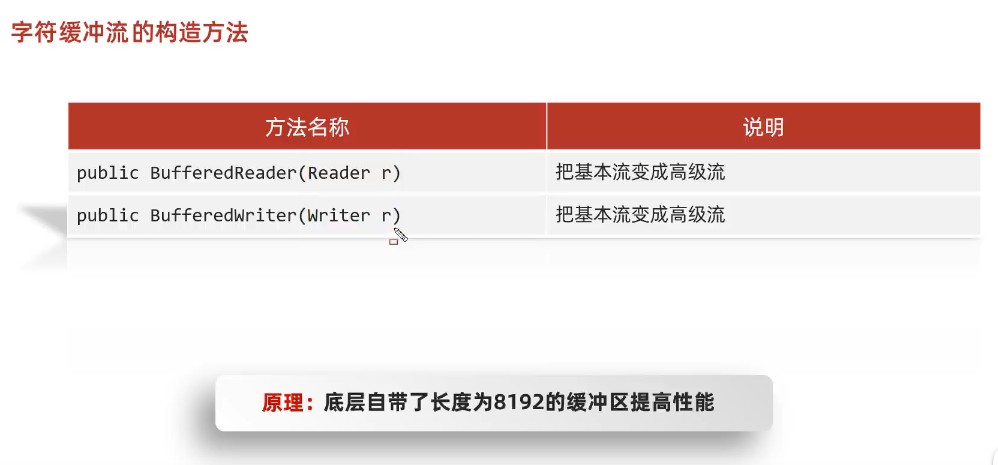 字符缓冲流的构造方法
方法名称 说明
public BufferedReader(Reader r) 把基本流变成高级流
public BufferedWriter(Writer r) 把基本流变成高级流
原理：底层自带了长度为8192的缓冲区提高性能